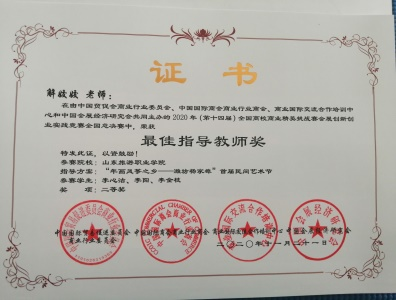 证 书
解姣姣 老师：
在由中国贸促会商业行业委员会、中国国际商会商业行业商会、商业国际交流合作培训中
心和中国会展经济研究会共同主办的2020年（第十四届）全国高校商业精英挑战赛会展创新创
业实践竞赛全国总决赛中，荣获
最佳指导教师奖
特发此证，以资鼓励！
参赛院校：山东旅游职业学院
指导方案：“年画风筝之乡——潍坊杨家埠”首届民间艺术节
参赛学生：李心洁、李阳、李金钰
奖 项：二等奖
中国国际贸易促进委员会 中国国际商会商业行业商会 商业国际交流合作培训中心 中国会展经济研究会
商业行业委员会
二〇二〇年十一月二十一日